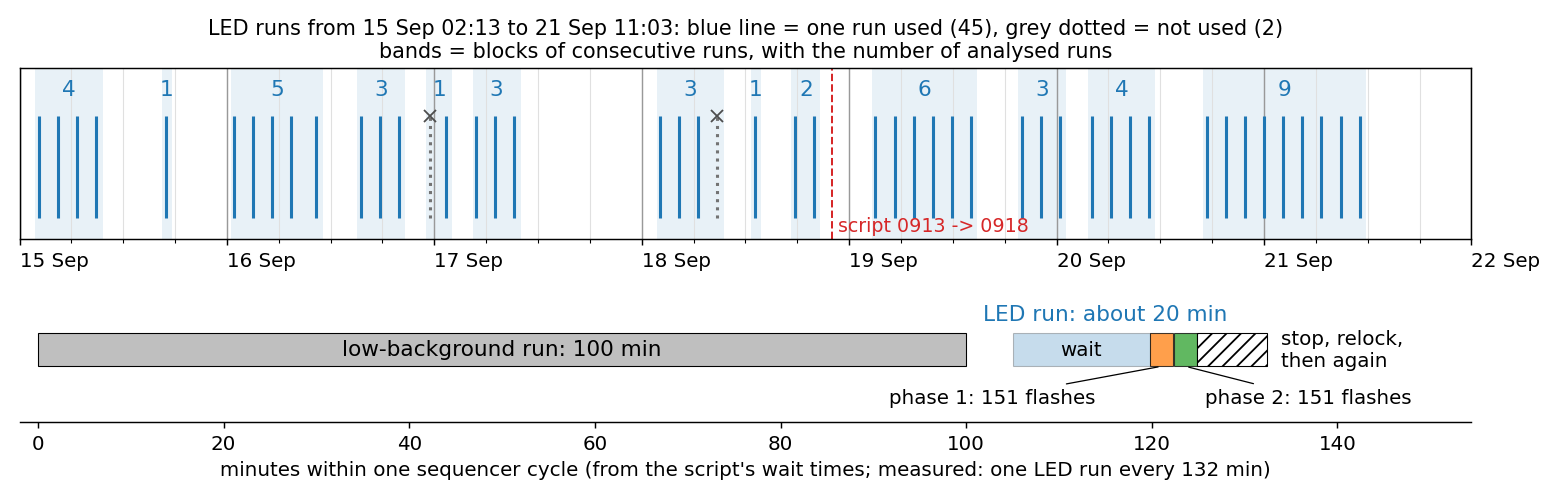 LED runs from 15 Sep 02:13 to 21 Sep 11:03: blue line = one run used (45), grey dotted = not used (2)
bands = blocks of consecutive runs, with the number of analysed runs
4 1 5 3 1 3 3 1 2 6 3 4 9
script 0913 -> 0918
15 Sep 16 Sep 17 Sep 18 Sep 19 Sep 20 Sep 21 Sep 22 Sep
LED run: about 20 min
low-background run: 100 min
wait
stop, relock,
then again
phase 1: 151 flashes
phase 2: 151 flashes
0 20 40 60 80 100 120 140
minutes within one sequencer cycle (from the script's wait times; measured: one LED run every 132 min)